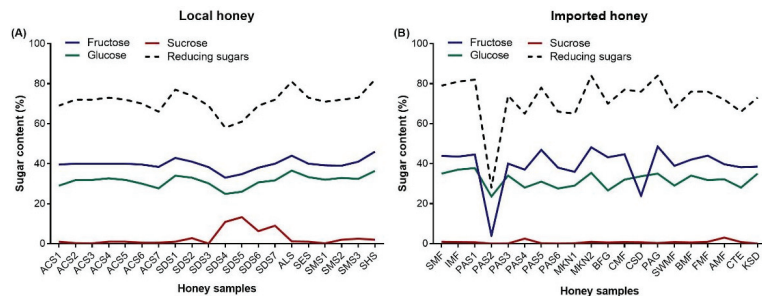 Local honey
(A)
Fructose
Sucrose
Glucose
Reducing sugars
Sugar content (%)
100
80
60
40
20
0
ACS1
ACS2
ACS3
ACS4
ACS5
ACS6
ACS7
SDS1
SDS2
SDS3
SDS4
SDS5
SDS6
SDS7
ALS
SES
SMS1
SMS2
SMS3
SHS
Honey samples
Imported honey
(B)
Fructose
Sucrose
Glucose
Reducing sugars
Sugar content (%)
100
80
60
40
20
0
SMF
IMF
PAS1
PAS2
PAS3
PAS4
PAS5
PAS6
MKN1
MKN2
BFG
CMF
CSD
PAG
SWMF
BMF
FMF
AMF
CTE
KSD
Honey samples